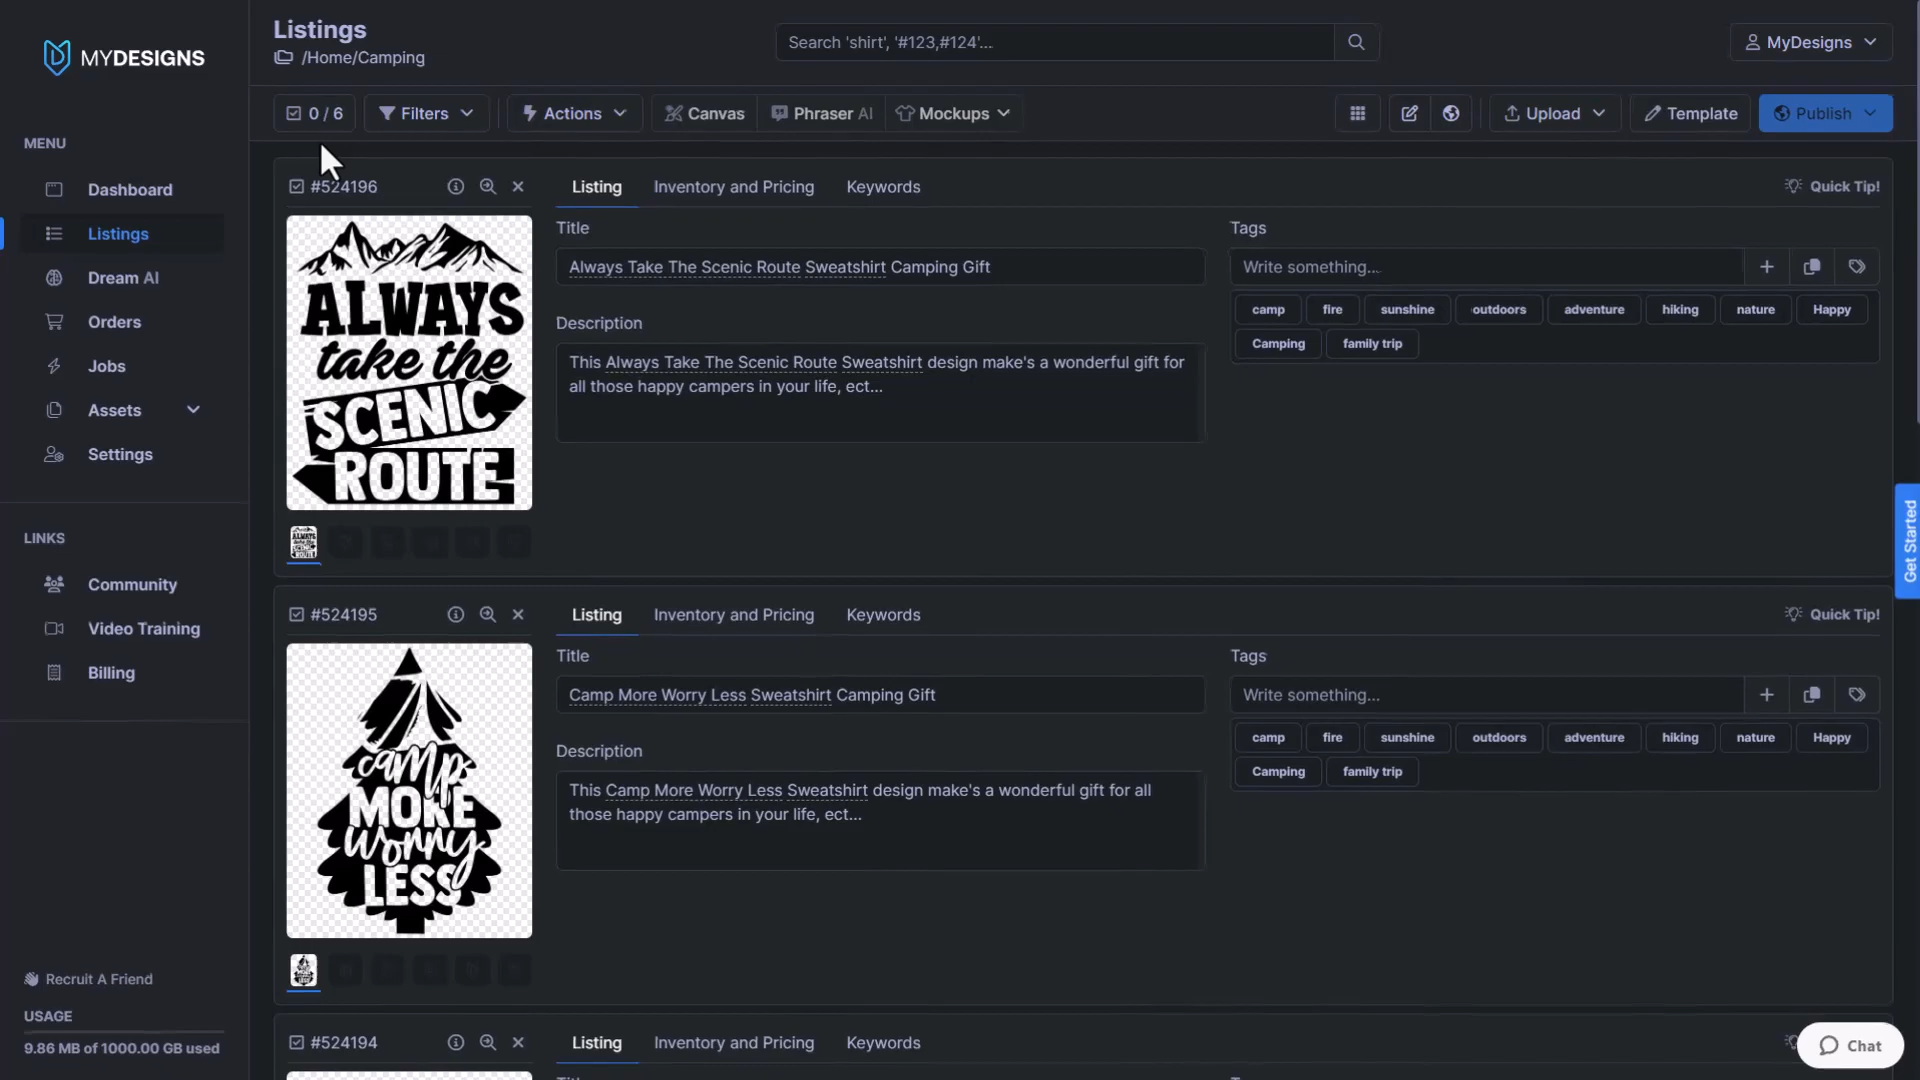 MYDESIGNS
MENU
Dashboard
Listings
Dream AI
Orders
Jobs
Assets
Settings
LINKS
Community
Video Training
Billing
Recruit A Friend
USAGE
9.86 MB of 1000.00 GB used
Listings
/Home/Camping
Search 'shirt', '#123,#124'...
MyDesigns
0 / 6
Filters
Actions
Canvas
Phraser AI
Mockups
Upload
Template
Publish
#524196
Listing
Inventory and Pricing
Keywords
Quick Tip!
ALWAYS
take the
SCENIC
ROUTE
Title
Always Take The Scenic Route Sweatshirt Camping Gift
Description
This Always Take The Scenic Route Sweatshirt design make's a wonderful gift for
all those happy campers in your life, ect...
Tags
Write something...
camp fire sunshine outdoors adventure hiking nature Happy
Camping family trip
#524195
Listing
Inventory and Pricing
Keywords
Quick Tip!
camp
MORE
worry
LESS
Title
Camp More Worry Less Sweatshirt Camping Gift
Description
This Camp More Worry Less Sweatshirt design make's a wonderful gift for all
those happy campers in your life, ect...
Tags
Write something...
camp fire sunshine outdoors adventure hiking nature Happy
Camping family trip
#524194
Listing
Inventory and Pricing
Keywords
Get Started
Chat